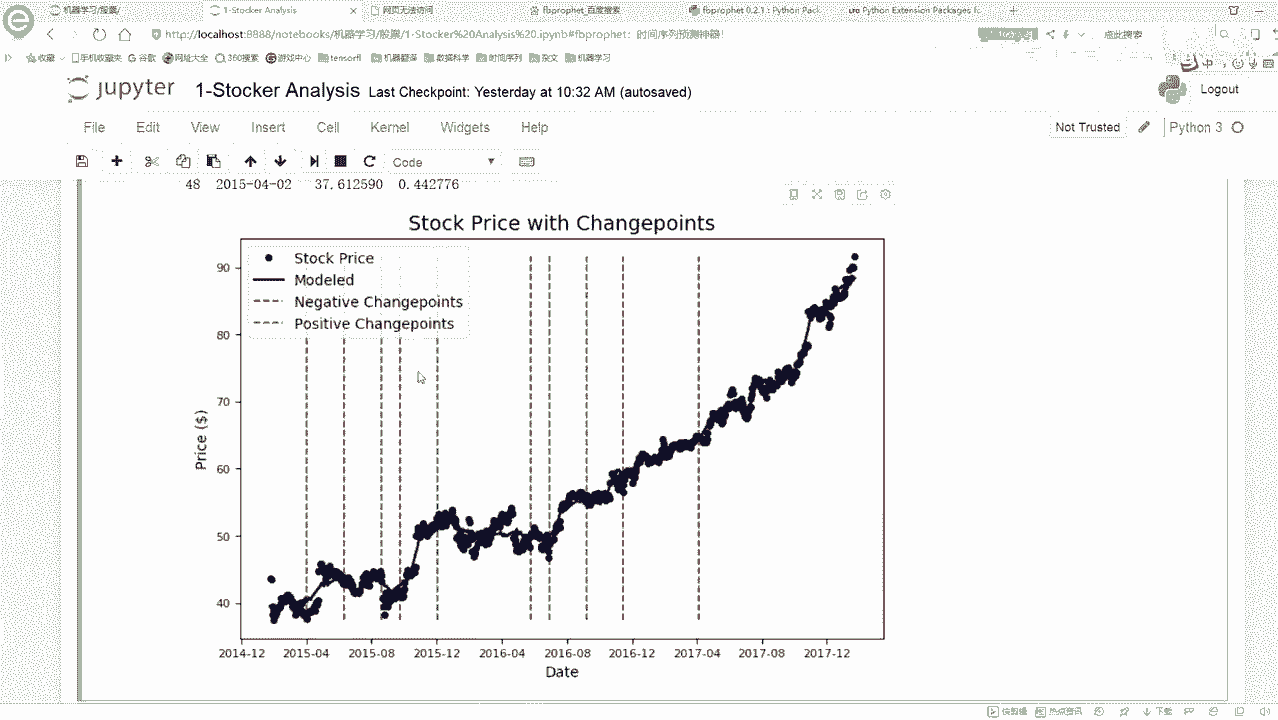 机器学习/股票/
1-Stocker Analysis
网页无法访问
fbprophet_百度搜索
fbprophet 0.2.1 : Python Pack
Python Extension Packages f
http://localhost:8888/notebooks/机器学习/股票/1-Stocker%20Analysis%20.ipynb#fbprophet：时间序列预测神器!
点此搜索
收藏 手机收藏夹 谷歌 网址大全 360搜索 游戏中心 tensorfl 机器翻译 数据科学 时间序列 杂文 机器学习
jupyter 1-Stocker Analysis Last Checkpoint: Yesterday at 10:32 AM (autosaved)
Logout
File Edit View Insert Cell Kernel Widgets Help
Not Trusted Python 3
Code
48 2015-04-02 37.612590 0.442776
Stock Price with Changepoints
Stock Price
Modeled
Negative Changepoints
Positive Changepoints
Price ($)
90
80
70
60
50
40
2014-12 2015-04 2015-08 2015-12 2016-04 2016-08 2016-12 2017-04 2017-08 2017-12
Date
快剪辑 热点资讯 下载